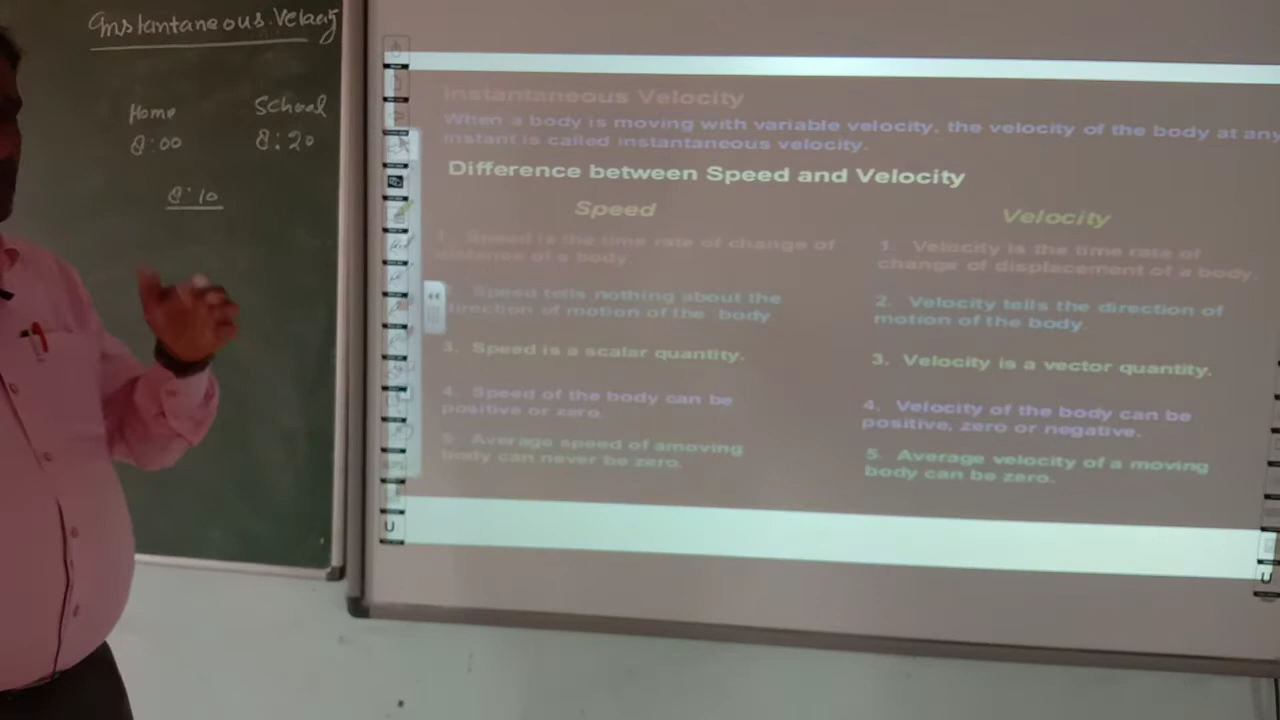 Instantaneous Velocity
Home School
8:00 8:20
8:10
Instantaneous Velocity
When a body is moving with variable velocity, the velocity of the body at any
instant is called instantaneous velocity.
Difference between Speed and Velocity
Speed
1. Speed is the time rate of change of
distance of a body.
Speed tells nothing about the
direction of motion of the body.
3. Speed is a scalar quantity.
4. Speed of the body can be
positive or zero.
5. Average speed of amoving
body can never be zero.
Velocity
1. Velocity is the time rate of
change of displacement of a body.
2. Velocity tells the direction of
motion of the body.
3. Velocity is a vector quantity.
4. Velocity of the body can be
positive, zero or negative.
5. Average velocity of a moving
body can be zero.